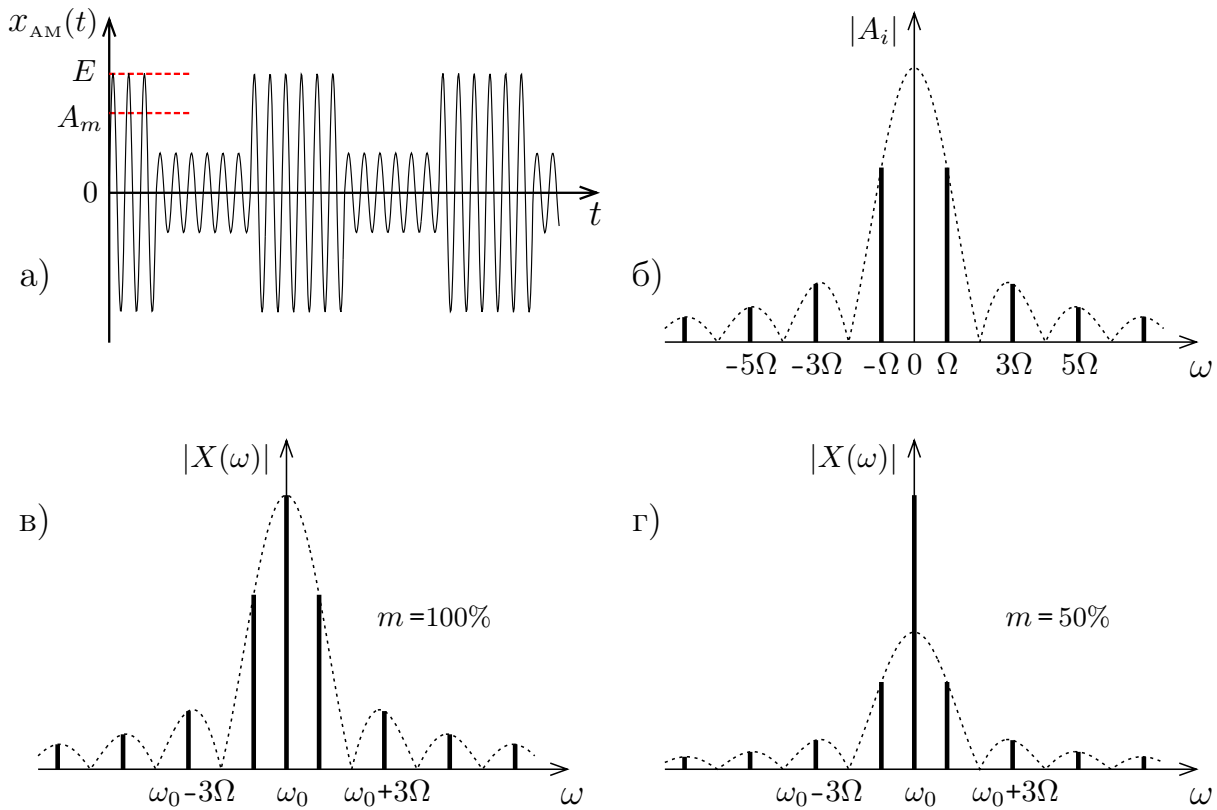 x_AM(t)
E
A_m
0
t
а)
|A_i|
б)
-5Ω -3Ω -Ω 0 Ω 3Ω 5Ω ω
|X(ω)|
в)
m=100%
ω₀-3Ω ω₀ ω₀+3Ω ω
|X(ω)|
г)
m=50%
ω₀-3Ω ω₀ ω₀+3Ω ω